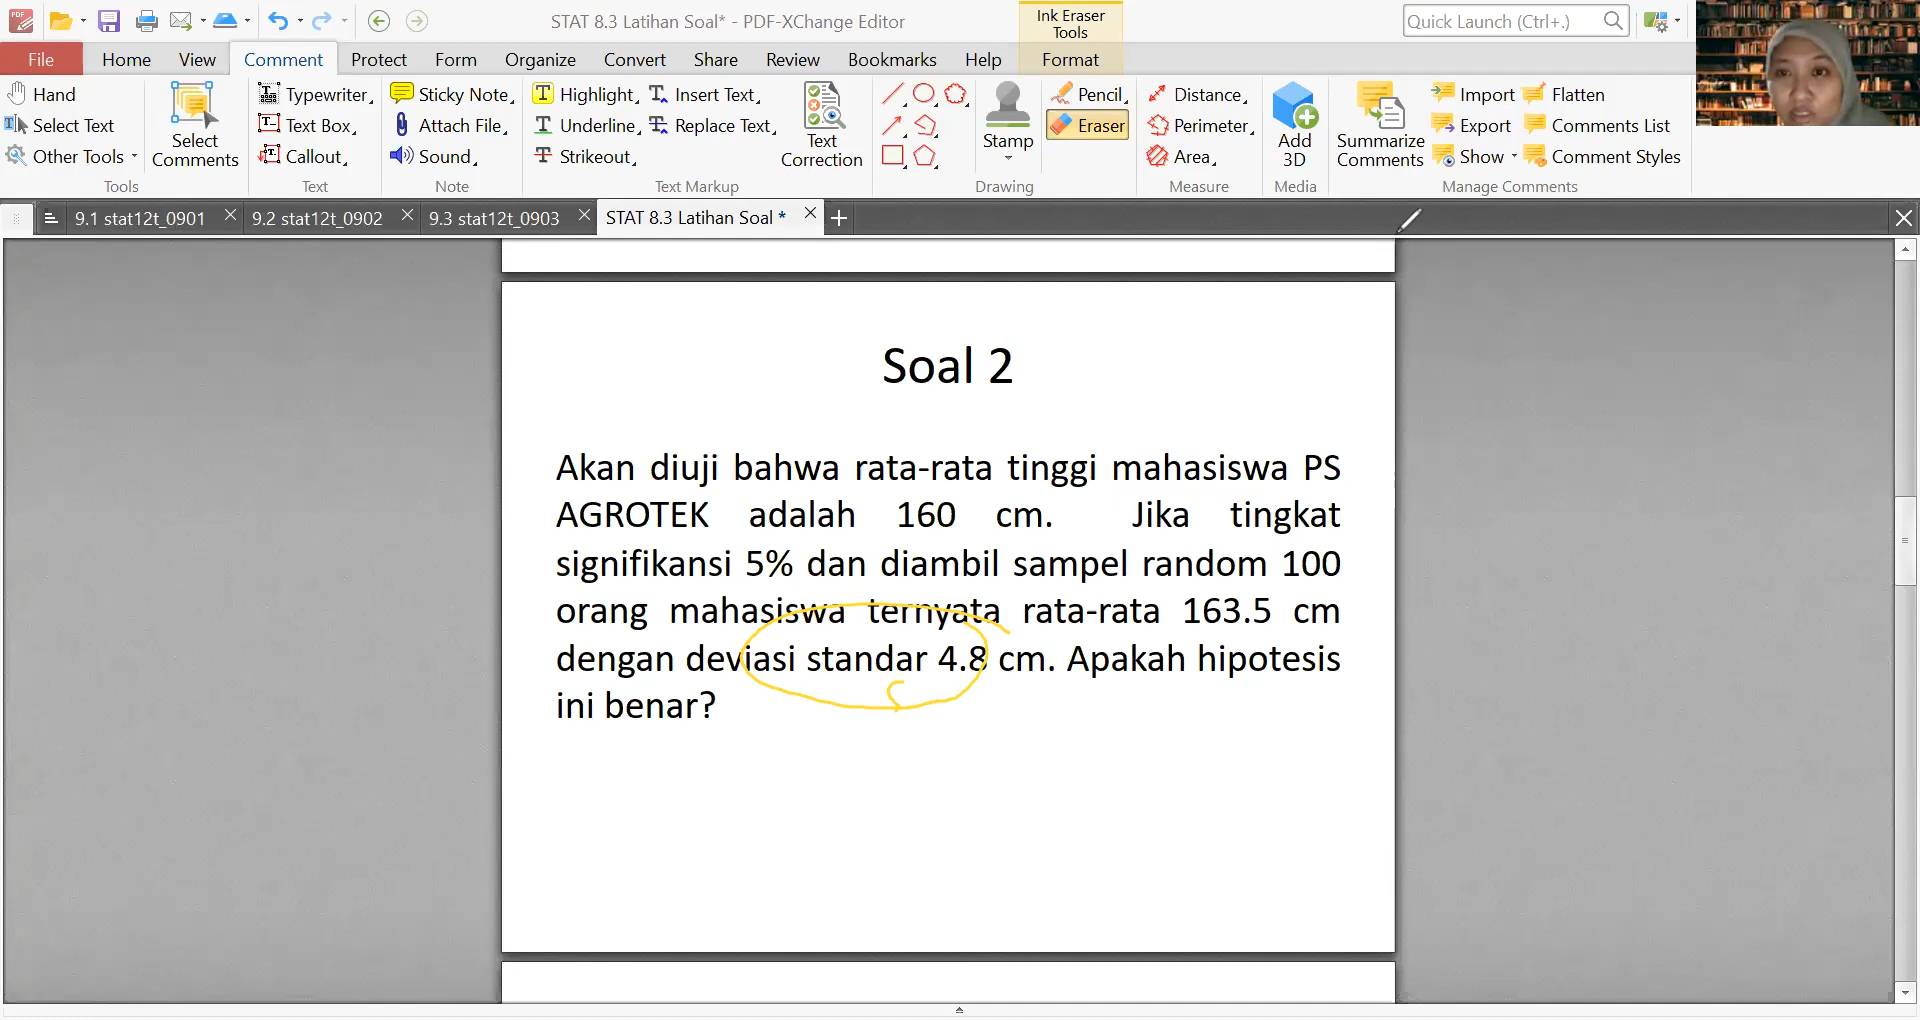 STAT 8.3 Latihan Soal* - PDF-XChange Editor
Ink Eraser
Tools
Quick Launch (Ctrl+.)
File Home View Comment Protect Form Organize Convert Share Review Bookmarks Help Format
Hand
Select Text
Other Tools
Select
Comments
Tools
Typewriter
Text Box
Callout
Text
Sticky Note
Attach File
Sound
Note
Highlight
Underline
Strikeout
Insert Text
Replace Text
Text
Correction
Text Markup
Stamp
Pencil
Eraser
Drawing
Distance
Perimeter
Area
Measure
Add
3D
Media
Summarize
Comments
Import
Export
Show
Flatten
Comments List
Comment Styles
Manage Comments
9.1 stat12t_0901
9.2 stat12t_0902
9.3 stat12t_0903
STAT 8.3 Latihan Soal *
Soal 2
Akan diuji bahwa rata-rata tinggi mahasiswa PS
AGROTEK adalah 160 cm. Jika tingkat
signifikansi 5% dan diambil sampel random 100
orang mahasiswa ternyata rata-rata 163.5 cm
dengan deviasi standar 4.8 cm. Apakah hipotesis
ini benar?